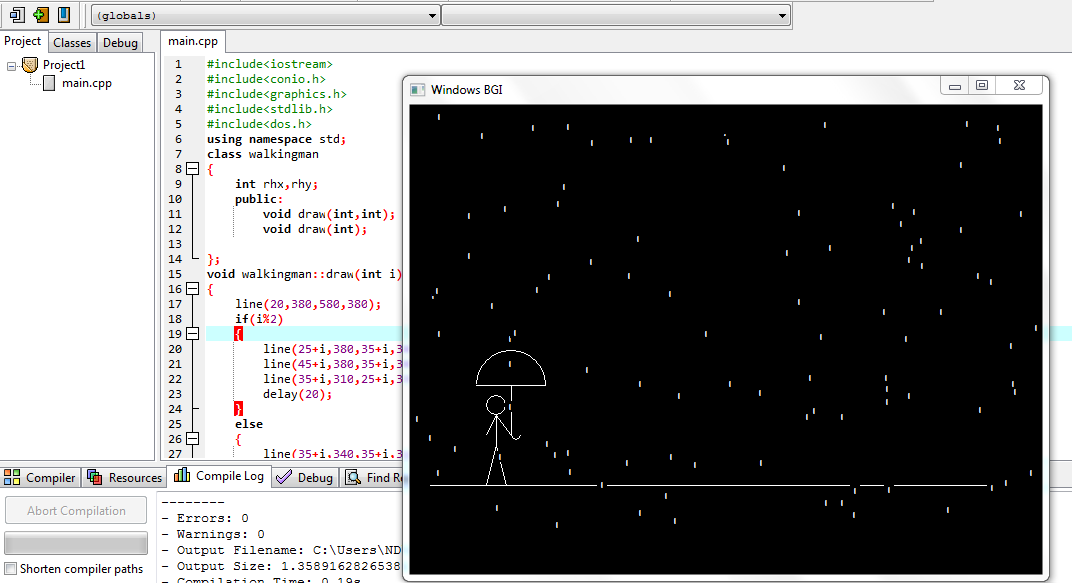 (globals)
Project Classes Debug
Project1
main.cpp
main.cpp
1 #include<iostream>
2 #include<conio.h>
3 #include<graphics.h>
4 #include<stdlib.h>
5 #include<dos.h>
6 using namespace std;
7 class walkingman
8 {
9 int rhx,rhy;
10 public:
11 void draw(int,int);
12 void draw(int);
13
14 };
15 void walkingman::draw(int i)
16 {
17 line(20,380,580,380);
18 if(i%2)
19 {
20 line(25+i,380,35+i,3
21 line(45+i,380,35+i,3
22 line(35+i,310,25+i,3
23 delay(20);
24 }
25 else
26 {
27 line(35+i,340,35+i,3
Windows BGI
Compiler Resources Compile Log Debug Find Re
Abort Compilation
Shorten compiler paths
--------
- Errors: 0
- Warnings: 0
- Output Filename: C:\Users\ND
- Output Size: 1.3589162826538
- Compilation Time: 0.19s